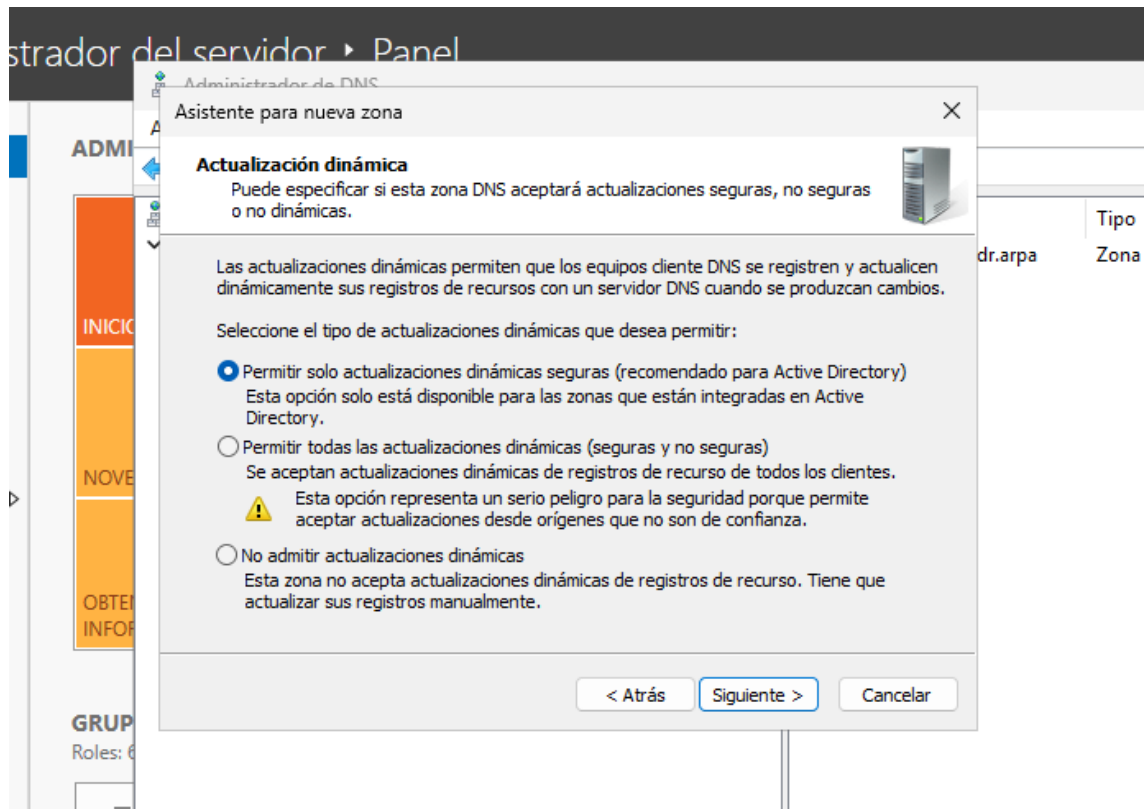 strador del servidor ‣ Panel
Administrador de DNS
Asistente para nueva zona
Actualización dinámica
Puede especificar si esta zona DNS aceptará actualizaciones seguras, no seguras
o no dinámicas.
Las actualizaciones dinámicas permiten que los equipos cliente DNS se registren y actualicen
dinámicamente sus registros de recursos con un servidor DNS cuando se produzcan cambios.
Seleccione el tipo de actualizaciones dinámicas que desea permitir:
Permitir solo actualizaciones dinámicas seguras (recomendado para Active Directory)
Esta opción solo está disponible para las zonas que están integradas en Active
Directory.
Permitir todas las actualizaciones dinámicas (seguras y no seguras)
Se aceptan actualizaciones dinámicas de registros de recurso de todos los clientes.
Esta opción representa un serio peligro para la seguridad porque permite
aceptar actualizaciones desde orígenes que no son de confianza.
No admitir actualizaciones dinámicas
Esta zona no acepta actualizaciones dinámicas de registros de recurso. Tiene que
actualizar sus registros manualmente.
< Atrás Siguiente > Cancelar
ADMI
INICIO
NOVE
OBTEN
INFOR
GRUP
Roles: 6
Tipo
dr.arpa Zona